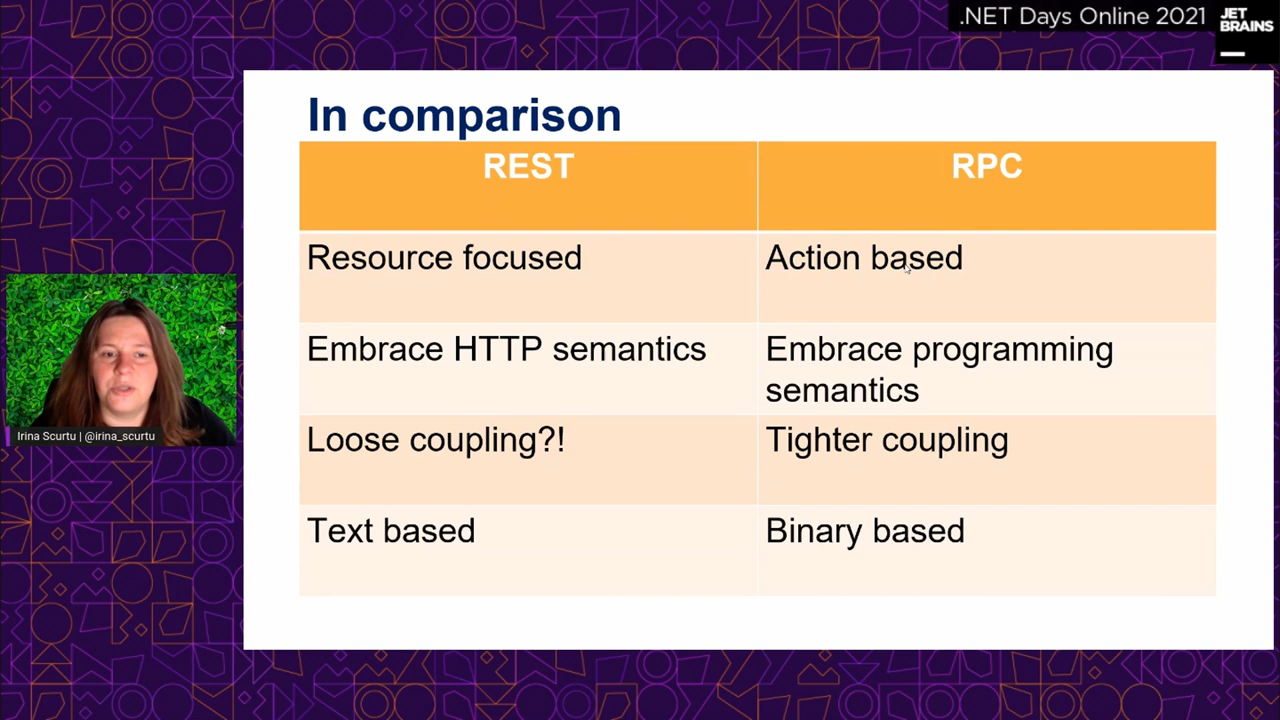 .NET Days Online 2021
JET
BRAINS
In comparison
REST
RPC
Resource focused
Action based
Embrace HTTP semantics
Embrace programming
semantics
Loose coupling?!
Tighter coupling
Text based
Binary based
Irina Scurtu | @irina_scurtu